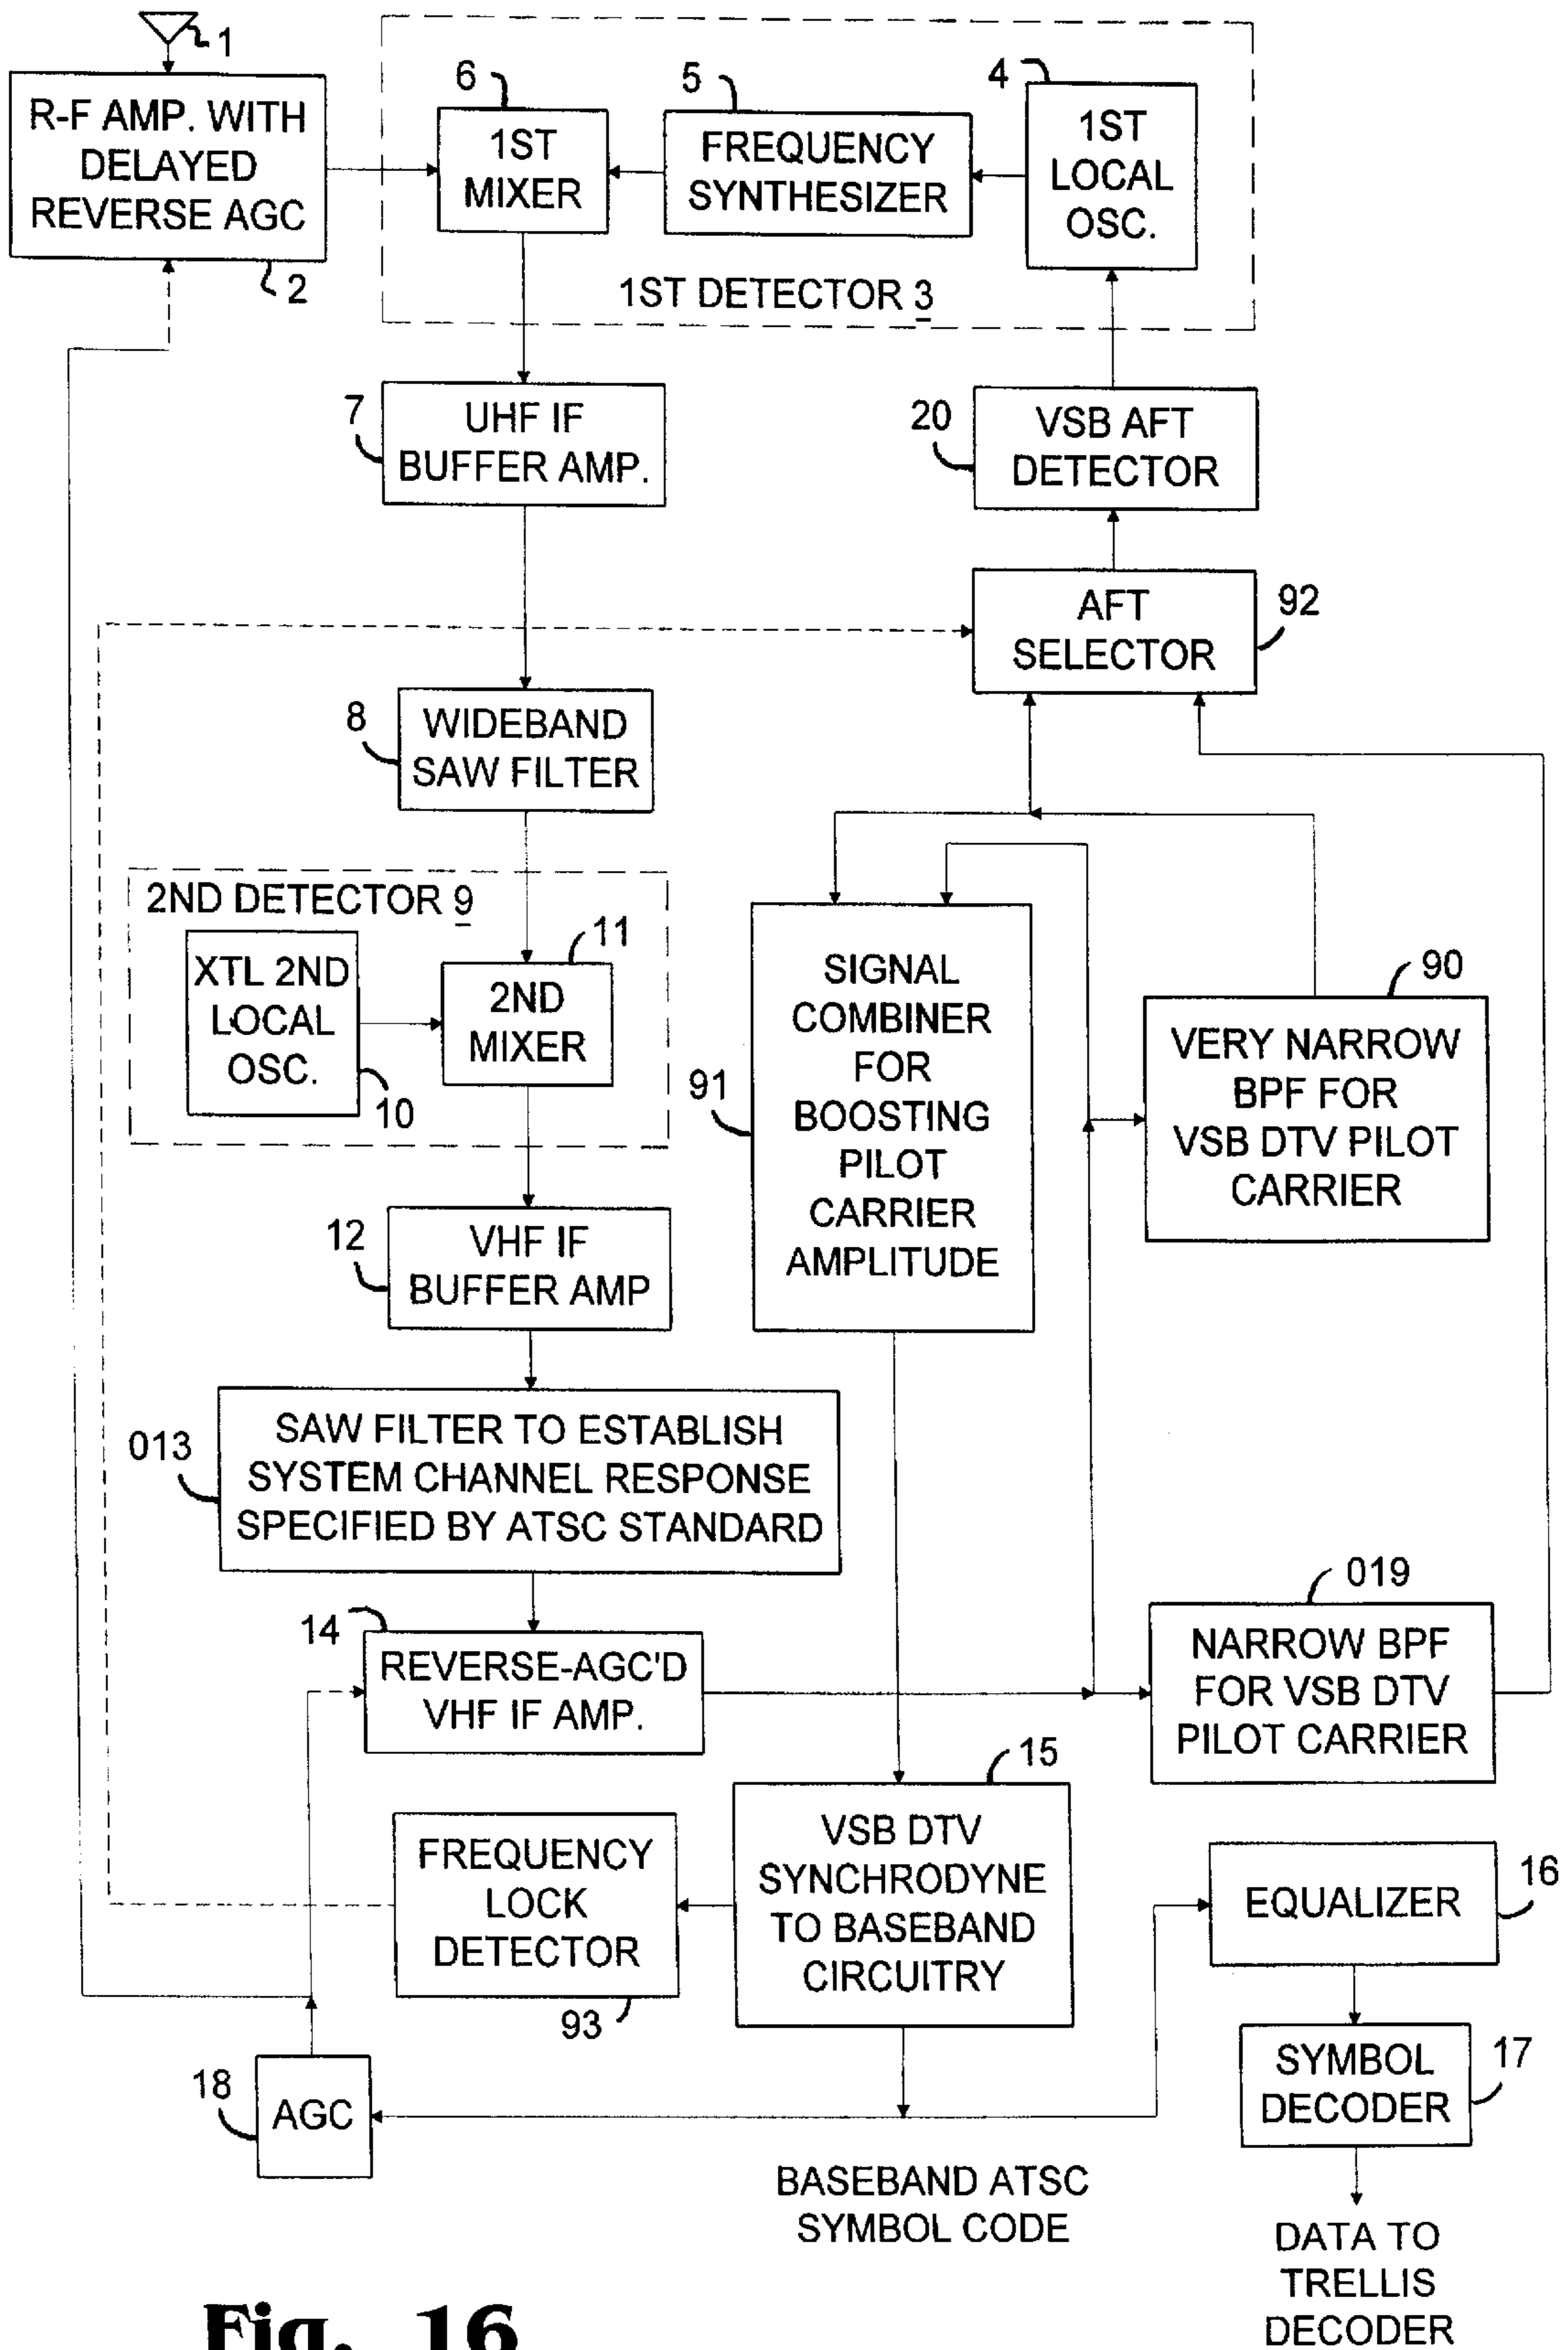 1
R-F AMP. WITH
DELAYED
REVERSE AGC
2
6
1ST
MIXER
5
FREQUENCY
SYNTHESIZER
4
1ST
LOCAL
OSC.
1ST DETECTOR 3
7
UHF IF
BUFFER AMP.
20
VSB AFT
DETECTOR
AFT
SELECTOR
92
8
WIDEBAND
SAW FILTER
2ND DETECTOR 9
XTL 2ND
LOCAL
OSC.
10
11
2ND
MIXER
91
SIGNAL
COMBINER
FOR
BOOSTING
PILOT
CARRIER
AMPLITUDE
90
VERY NARROW
BPF FOR
VSB DTV PILOT
CARRIER
12
VHF IF
BUFFER AMP
013
SAW FILTER TO ESTABLISH
SYSTEM CHANNEL RESPONSE
SPECIFIED BY ATSC STANDARD
14
REVERSE-AGC'D
VHF IF AMP.
019
NARROW BPF
FOR VSB DTV
PILOT CARRIER
FREQUENCY
LOCK
DETECTOR
93
15
VSB DTV
SYNCHRODYNE
TO BASEBAND
CIRCUITRY
EQUALIZER
16
18
AGC
SYMBOL
DECODER
17
BASEBAND ATSC
SYMBOL CODE
DATA TO
TRELLIS
DECODER
Fig. 16